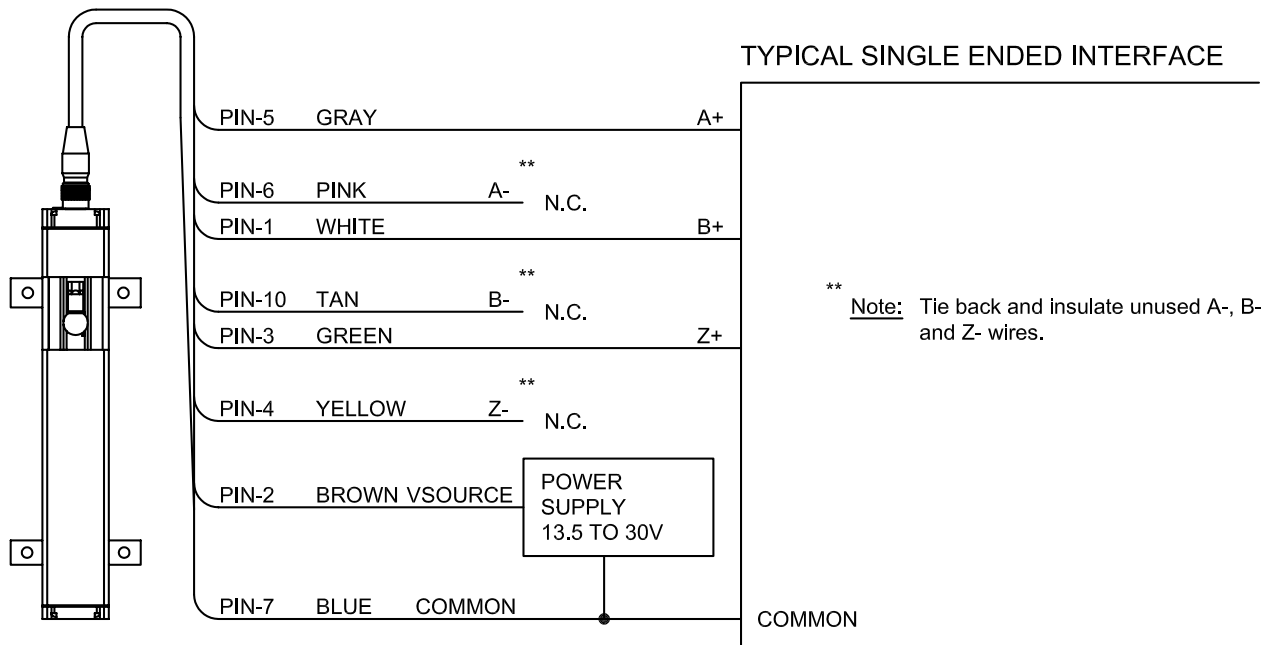 TYPICAL SINGLE ENDED INTERFACE
PIN-5 GRAY A+
**
PIN-6 PINK A- N.C.
PIN-1 WHITE B+
**
PIN-10 TAN B- N.C.
PIN-3 GREEN Z+
**
PIN-4 YELLOW Z- N.C.
PIN-2 BROWN VSOURCE
POWER
SUPPLY
13.5 TO 30V
PIN-7 BLUE COMMON
COMMON
** Note: Tie back and insulate unused A-, B-
and Z- wires.